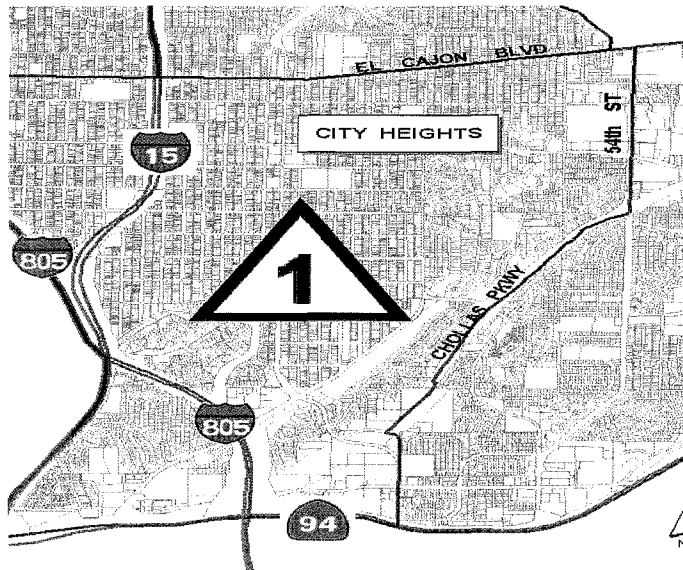 EL CAJON BLVD
54th ST
CITY HEIGHTS
15
805
1
CHOLLAS PKWY
805
94
N